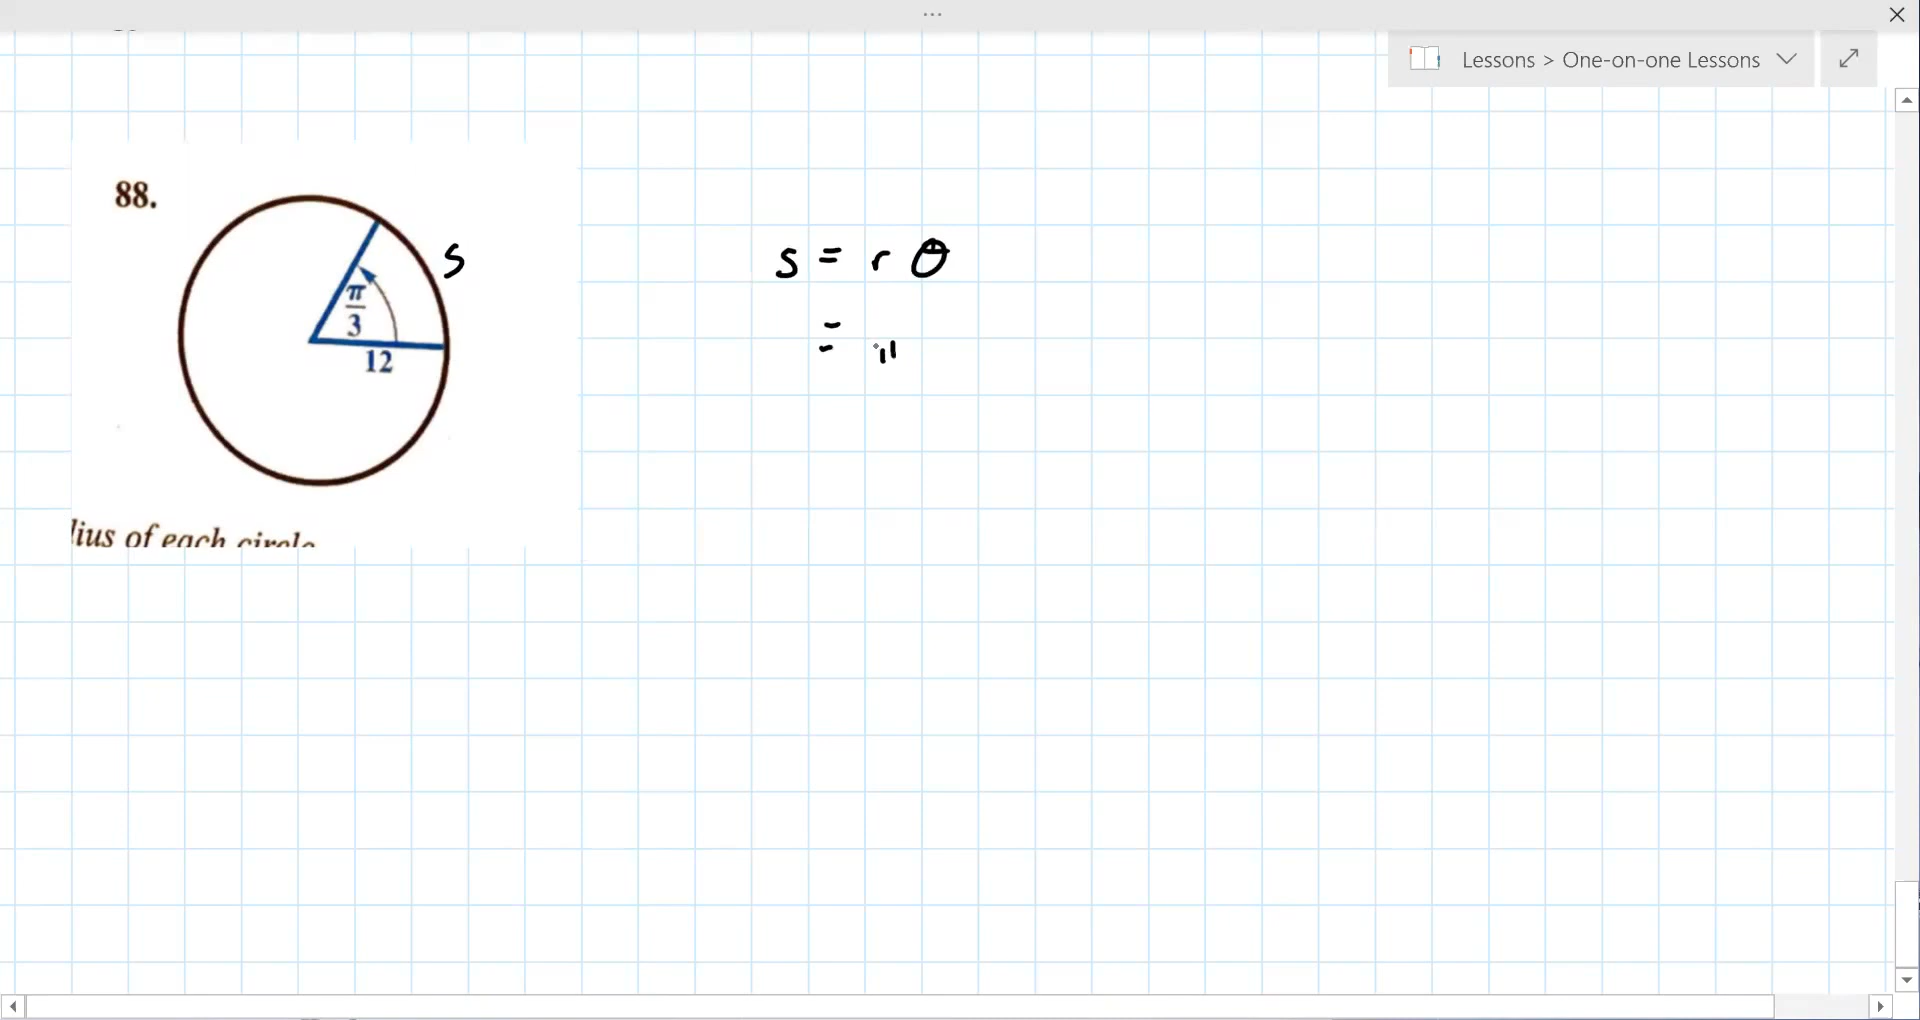 Lessons > One-on-one Lessons
88.
s
π
3
12
s = r θ
=
lius of each circle